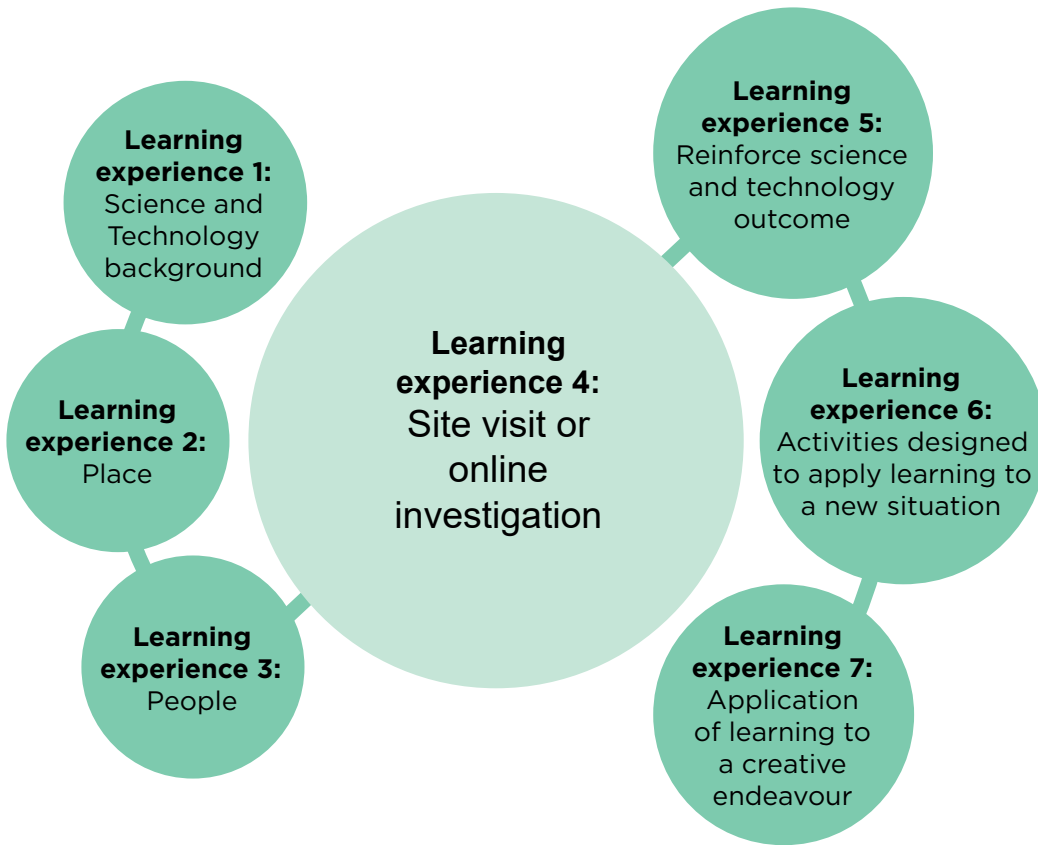 Learning
experience 1:
Science and
Technology
background
Learning
experience 2:
Place
Learning
experience 3:
People
Learning
experience 4:
Site visit or
online
investigation
Learning
experience 5:
Reinforce science
and technology
outcome
Learning
experience 6:
Activities designed
to apply learning to
a new situation
Learning
experience 7:
Application
of learning to
a creative
endeavour